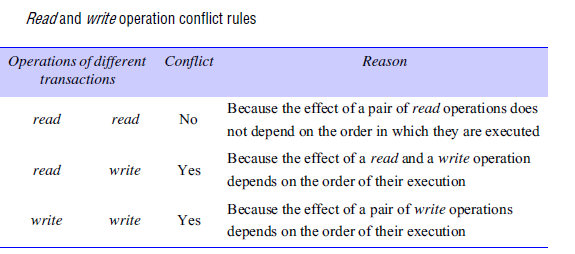 Read and write operation conflict rules
Operations of different Conflict Reason
transactions
read read No Because the effect of a pair of read operations does
not depend on the order in which they are executed
read write Yes Because the effect of a read and a write operation
depends on the order of their execution
write write Yes Because the effect of a pair of write operations
depends on the order of their execution